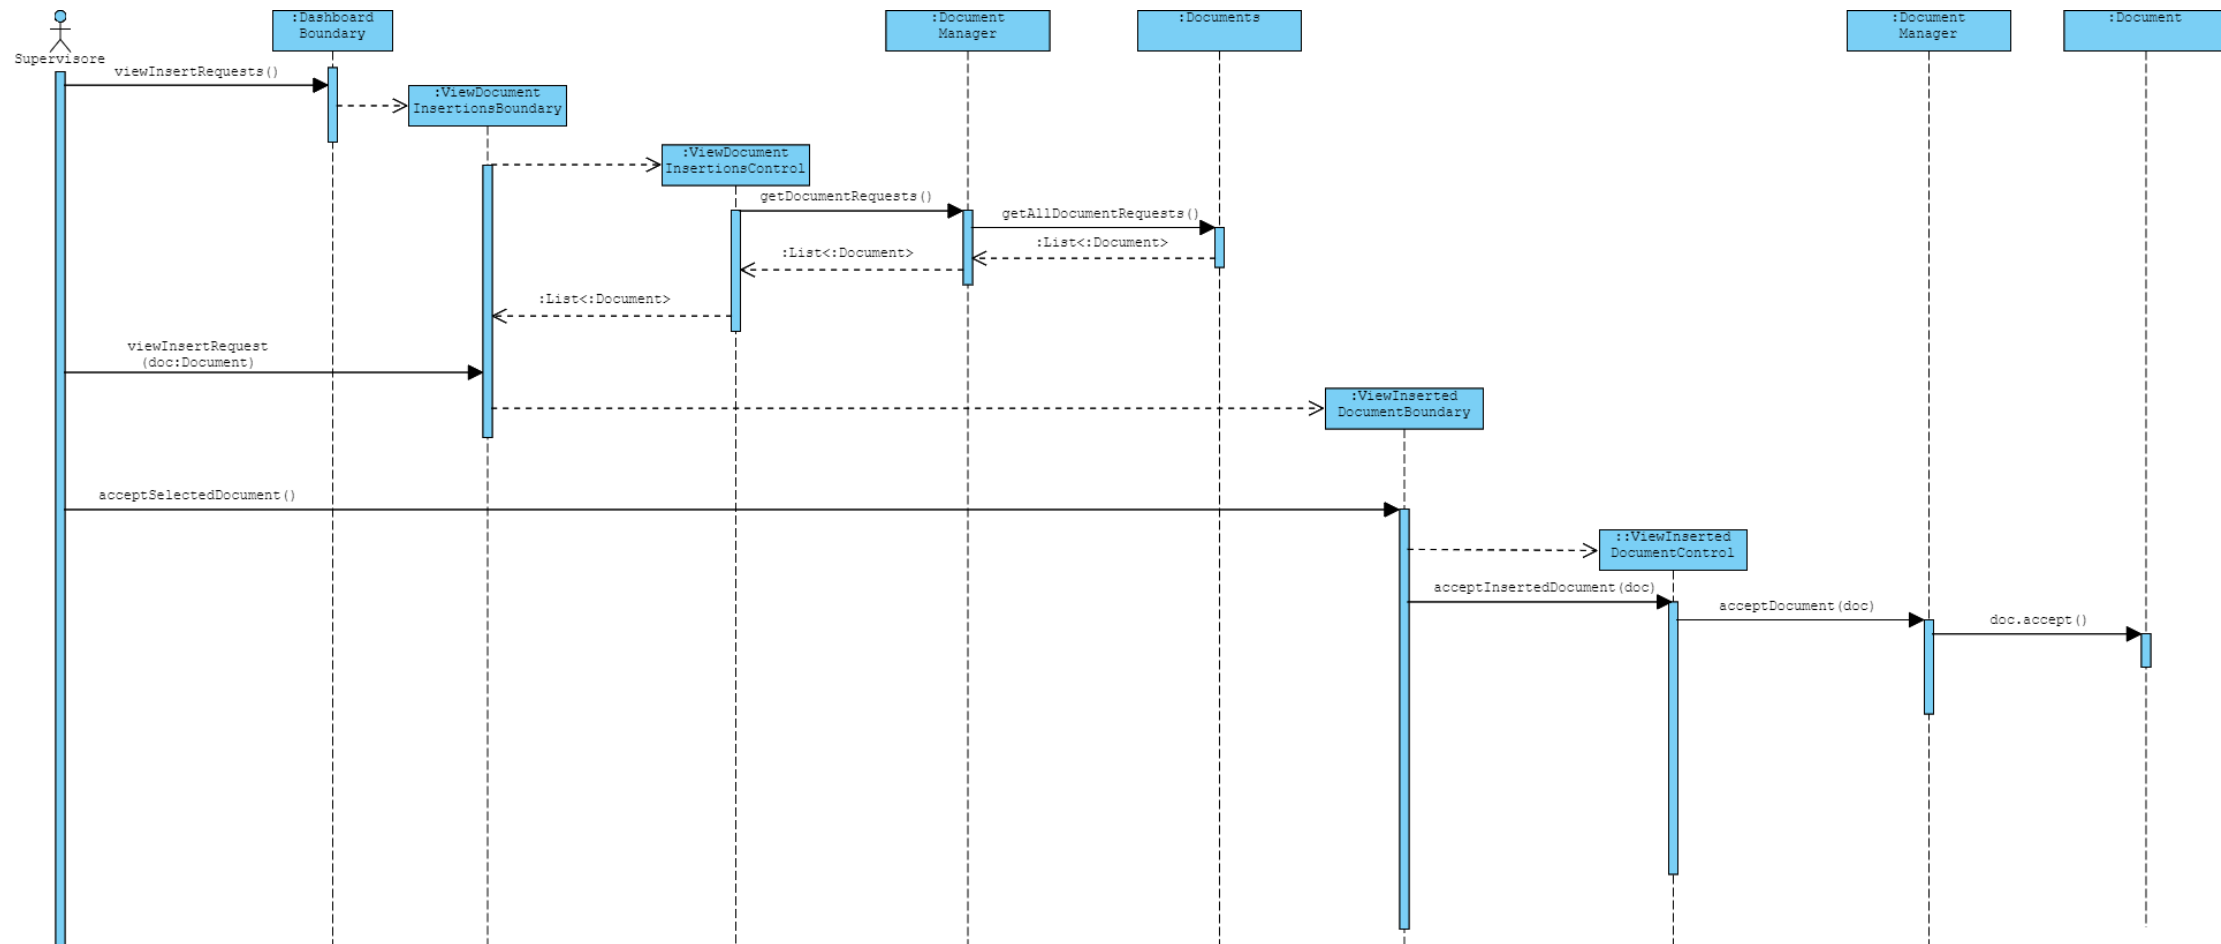 :Dashboard
Boundary
:Document
Manager
:Documents
:Document
Manager
:Document
Supervisore
viewInsertRequests()
:ViewDocument
InsertionsBoundary
:ViewDocument
InsertionsControl
getDocumentRequests()
getAllDocumentRequests()
:List<:Document>
:List<:Document>
:List<:Document>
viewInsertRequest
(doc:Document)
:ViewInserted
DocumentBoundary
acceptSelectedDocument()
::ViewInserted
DocumentControl
acceptInsertedDocument(doc)
acceptDocument(doc)
doc.accept()